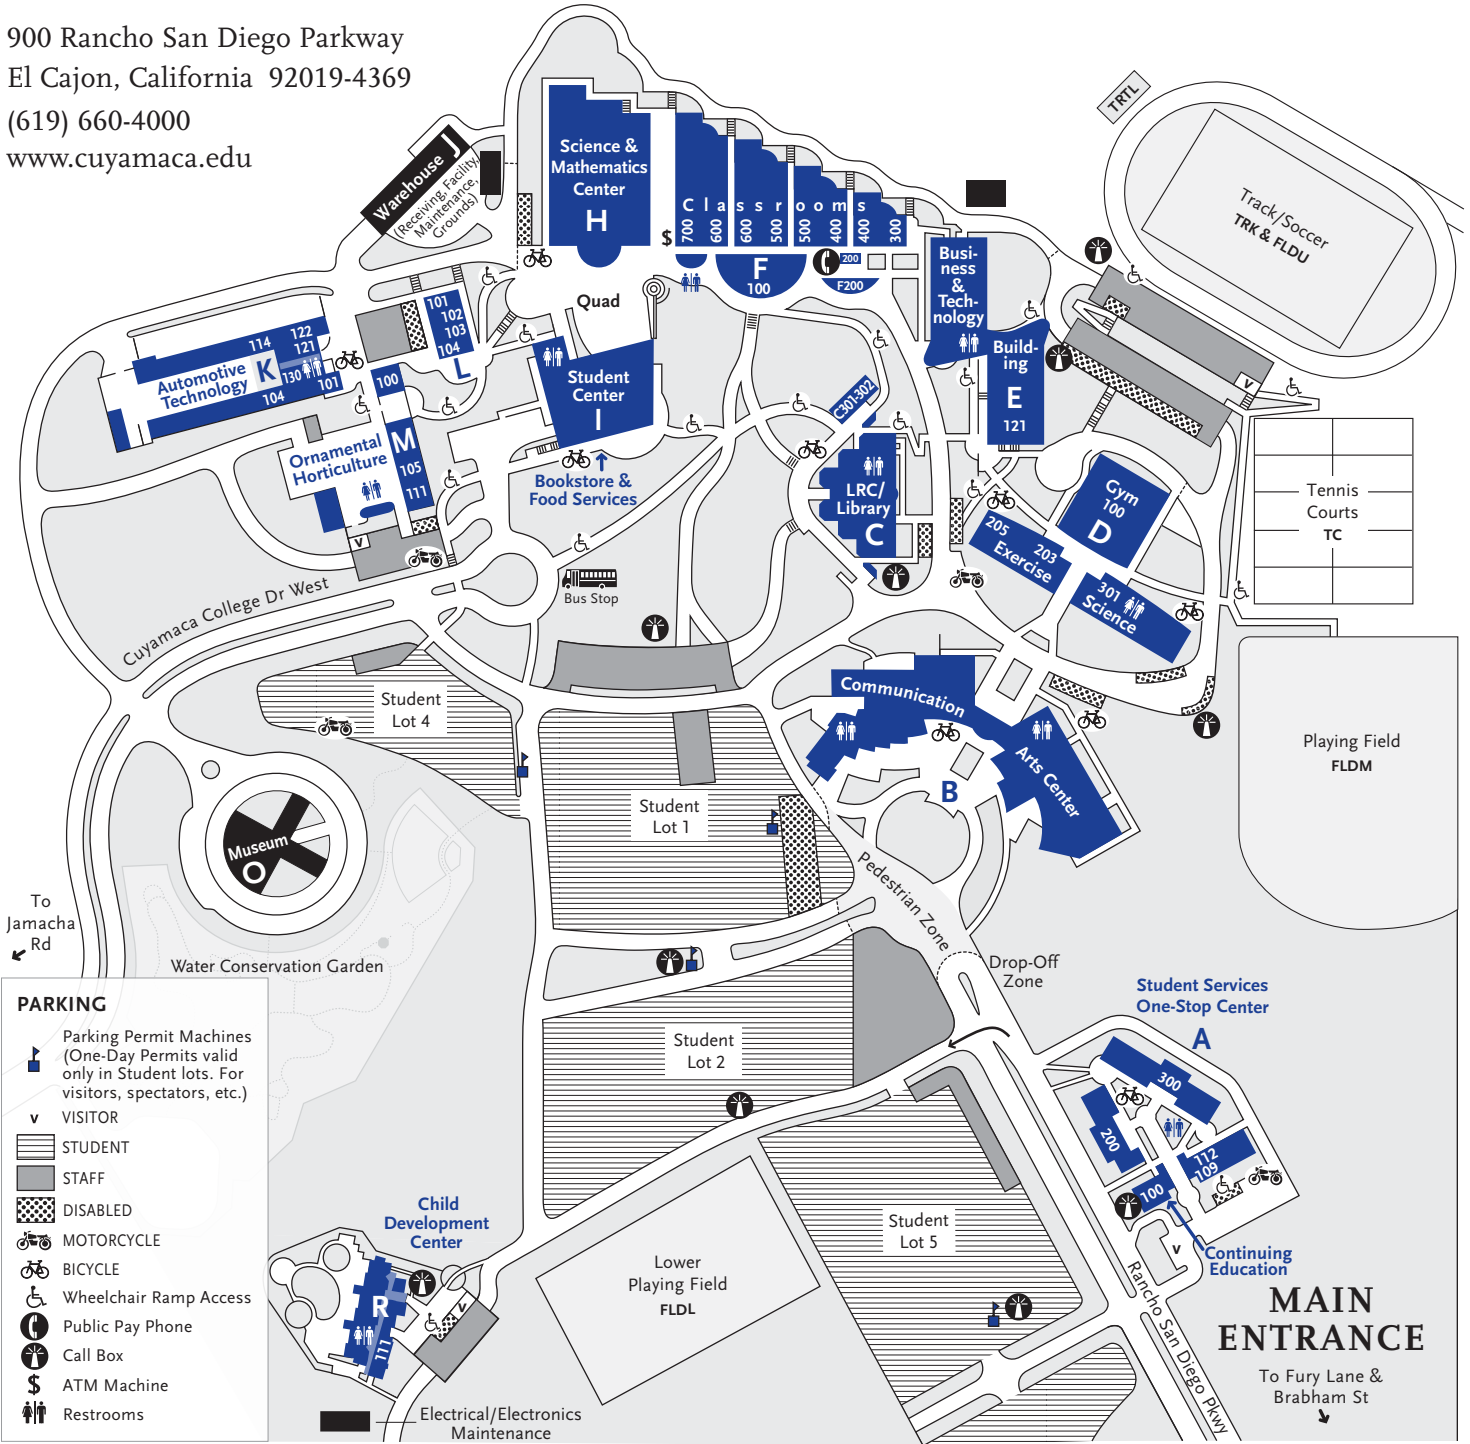 900 Rancho San Diego Parkway
El Cajon, California 92019-4369
(619) 660-4000
www.cuyamaca.edu
Warehouse J
(Receiving, Facility,
Maintenance,
Grounds)
Science &
Mathematics
Center
H
Classrooms
700
600
600
500
500
400
400
300
$
F
100
200
F200
TRTL
Track/Soccer
TRK & FLDU
Busi-
ness
&
Tech-
nology
Build-
ing
E
121
Quad
101
102
103
104
L
122
121
114
K
130
101
104
Automotive
Technology
100
M
105
111
Ornamental
Horticulture
v
Student
Center
I
Bookstore &
Food Services
C301-302
LRC/
Library
C
v
Gym
100
D
205
203
Exercise
301
Science
Tennis
Courts
TC
Bus Stop
Cuyamaca College Dr West
Student
Lot 4
Student
Lot 1
Communication
Arts Center
B
Playing Field
FLDM
Museum
O
Pedestrian Zone
To
Jamacha
Rd
Water Conservation Garden
Drop-Off
Zone
Student
Lot 2
Student Services
One-Stop Center
A
300
200
112
109
100
v
Continuing
Education
PARKING
Parking Permit Machines
(One-Day Permits valid
only in Student lots. For
visitors, spectators, etc.)
v VISITOR
STUDENT
STAFF
DISABLED
MOTORCYCLE
BICYCLE
Wheelchair Ramp Access
Public Pay Phone
Call Box
$ ATM Machine
Restrooms
Child
Development
Center
R
111
v
Lower
Playing Field
FLDL
Student
Lot 5
Rancho San Diego Pkwy
MAIN
ENTRANCE
To Fury Lane &
Brabham St
Electrical/Electronics
Maintenance